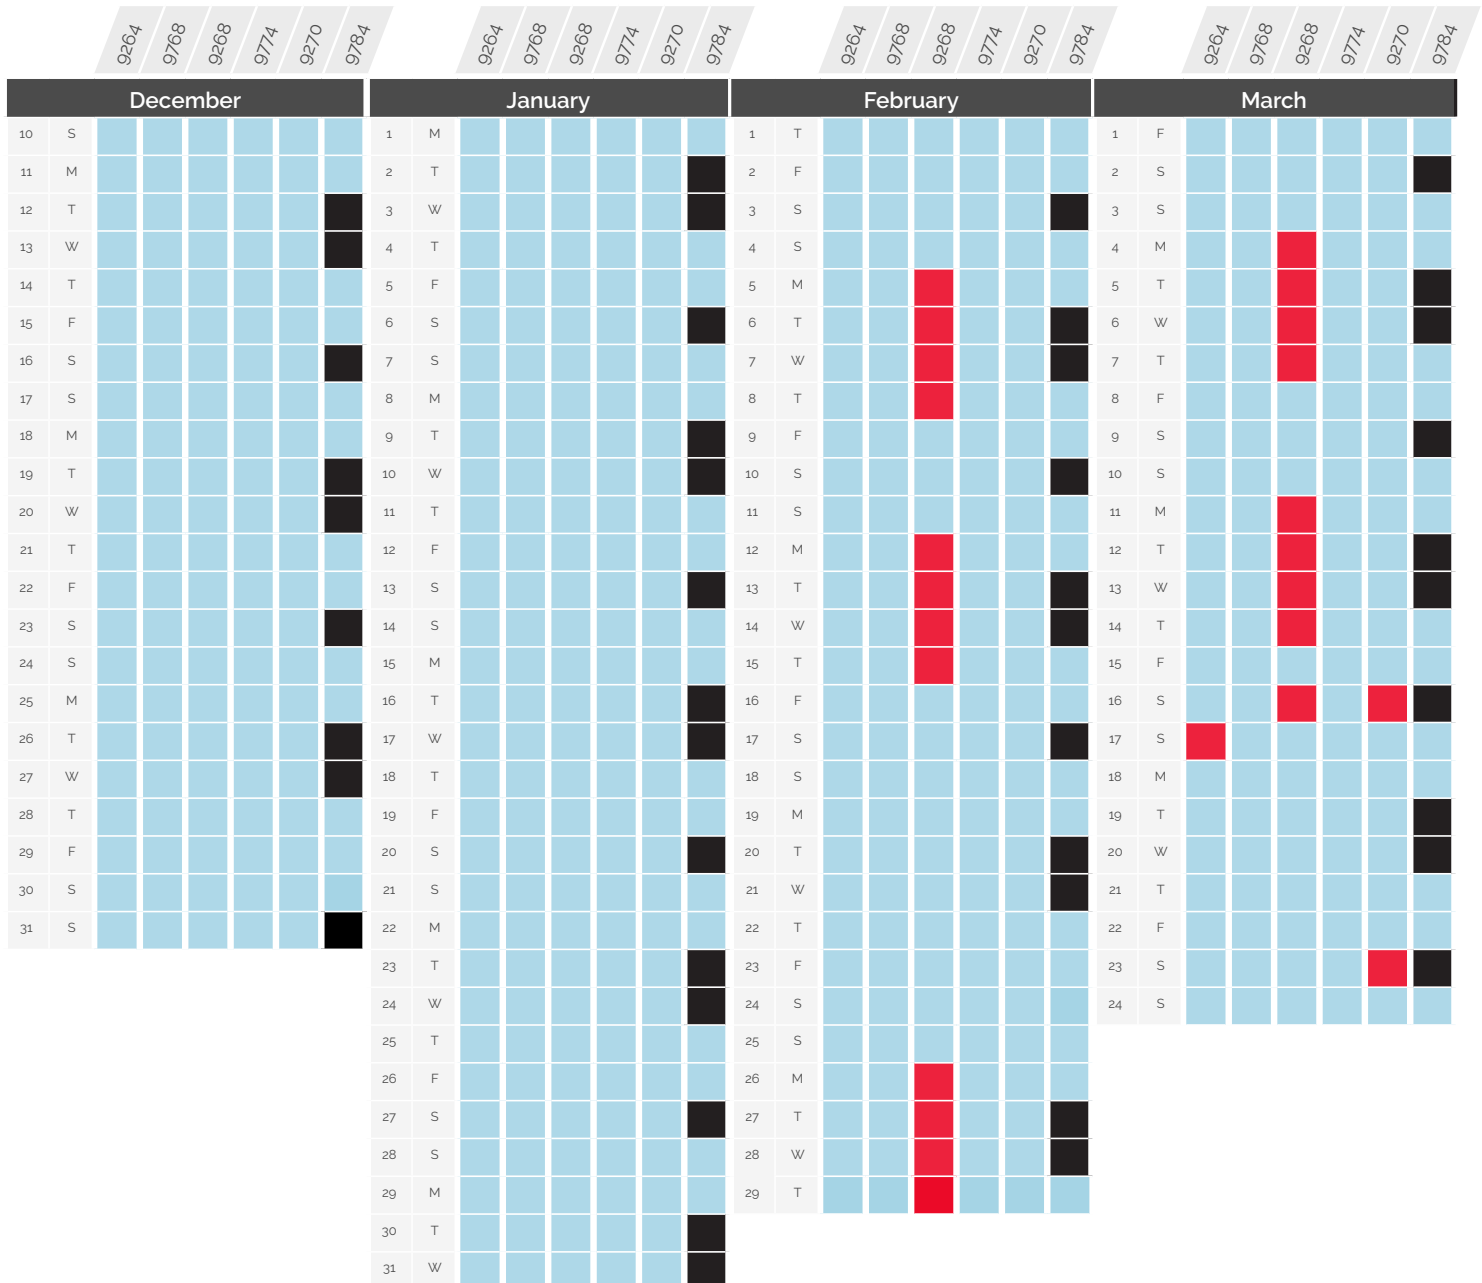 9264 9768 9268 9774 9270 9784 9264 9768 9268 9774 9270 9784 9264 9768 9268 9774 9270 9784 9264 9768 9268 9774 9270 9784
December January February March
10 S 1 M 1 T 1 F
11 M 2 T 2 F 2 S
12 T 3 W 3 S 3 S
13 W 4 T 4 S 4 M
14 T 5 F 5 M 5 T
15 F 6 S 6 T 6 W
16 S 7 S 7 W 7 T
17 S 8 M 8 T 8 F
18 M 9 T 9 F 9 S
19 T 10 W 10 S 10 S
20 W 11 T 11 S 11 M
21 T 12 F 12 M 12 T
22 F 13 S 13 T 13 W
23 S 14 S 14 W 14 T
24 S 15 M 15 T 15 F
25 M 16 T 16 F 16 S
26 T 17 W 17 S 17 S
27 W 18 T 18 S 18 M
28 T 19 F 19 M 19 T
29 F 20 S 20 T 20 W
30 S 21 S 21 W 21 T
31 S 22 M 22 T 22 F
23 T 23 F 23 S
24 W 24 S 24 S
25 T 25 S
26 F 26 M
27 S 27 T
28 S 28 W
29 M 29 T
30 T
31 W